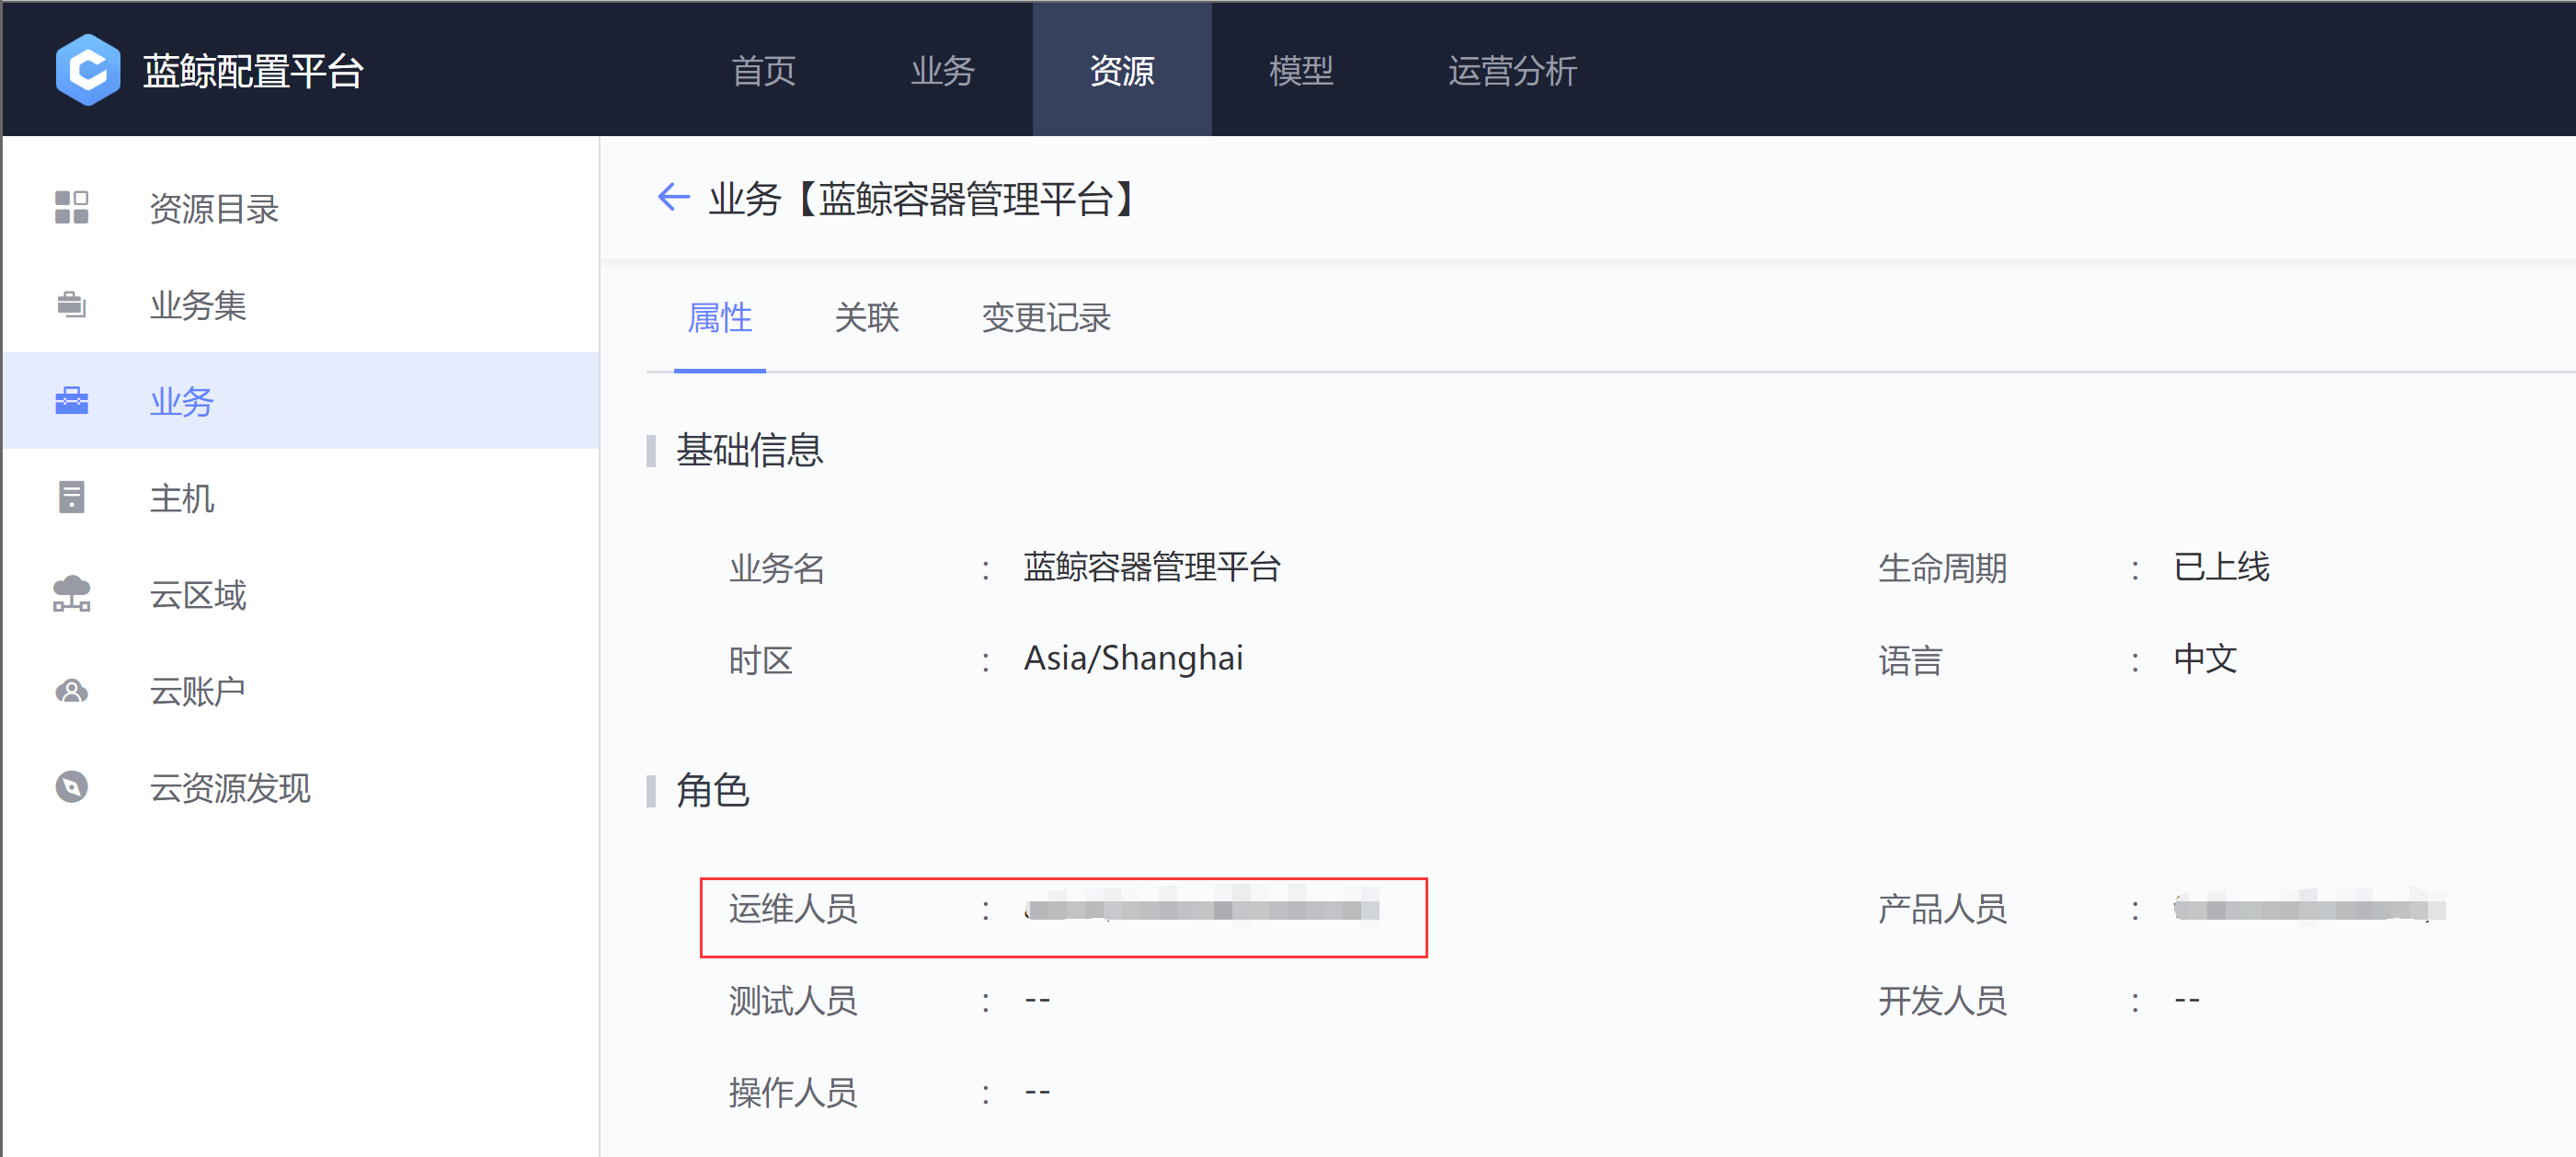 蓝鲸配置平台 首页 业务 资源 模型 运营分析
资源目录
业务集
业务
主机
云区域
云账户
云资源发现
业务【蓝鲸容器管理平台】
属性 关联 变更记录
基础信息
业务名 : 蓝鲸容器管理平台 生命周期 : 已上线
时区 : Asia/Shanghai 语言 : 中文
角色
运维人员 : 产品人员 :
测试人员 : -- 开发人员 : --
操作人员 : --